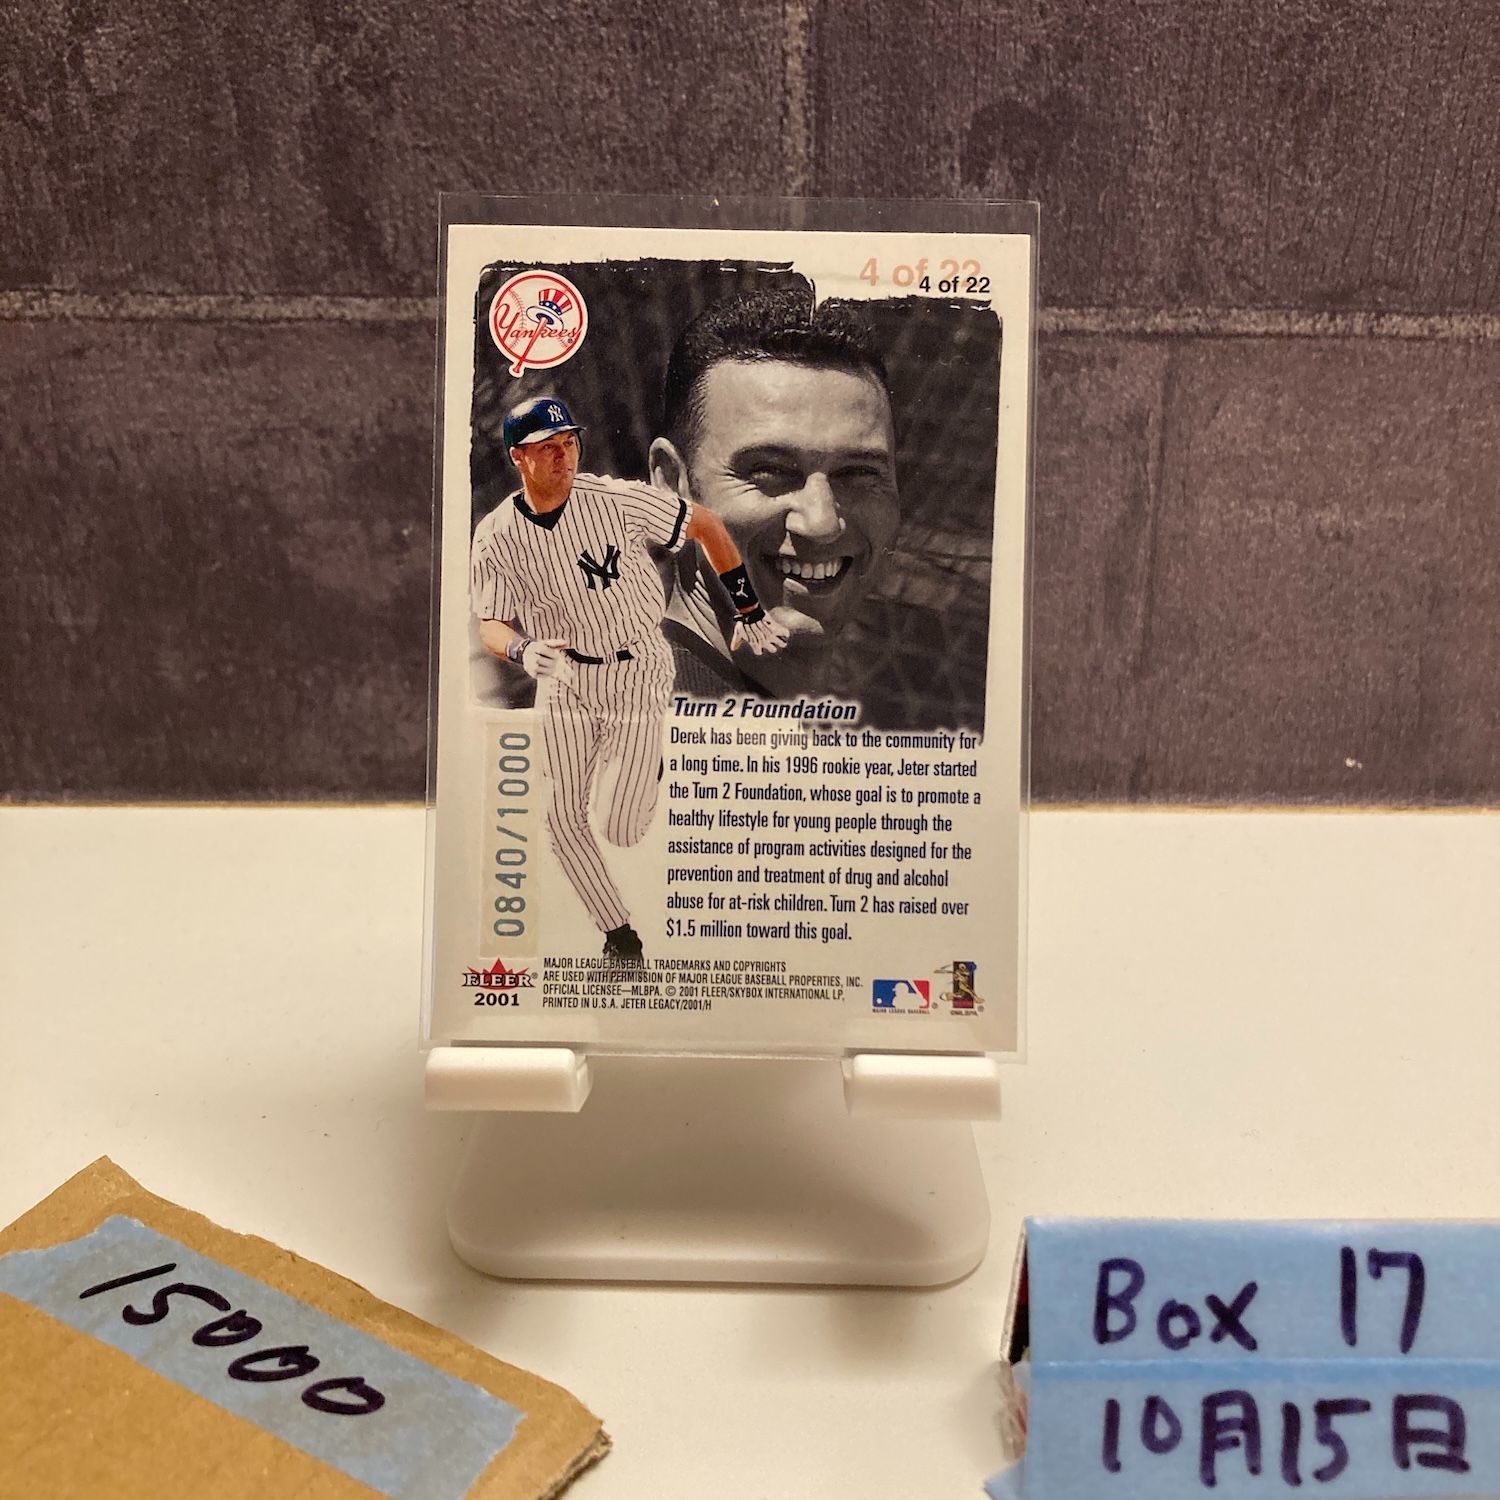 4 of 22
4 of 22
Yankees
NY
NY
Turn 2 Foundation
Derek has been giving back to the community for
a long time. In his 1996 rookie year, Jeter started
the Turn 2 Foundation, whose goal is to promote a
healthy lifestyle for young people through the
assistance of program activities designed for the
prevention and treatment of drug and alcohol
abuse for at-risk children. Turn 2 has raised over
$1.5 million toward this goal.
0840/1000
FLEER®
2001
MAJOR LEAGUE BASEBALL TRADEMARKS AND COPYRIGHTS
ARE USED WITH PERMISSION OF MAJOR LEAGUE BASEBALL PROPERTIES, INC.
OFFICIAL LICENSEE—MLBPA. © 2001 FLEER/SKYBOX INTERNATIONAL LP,
PRINTED IN U.S.A. JETER LEGACY/2001/H
MAJOR LEAGUE BASEBALL
©MLBPA
15000
Box 17
10月15日